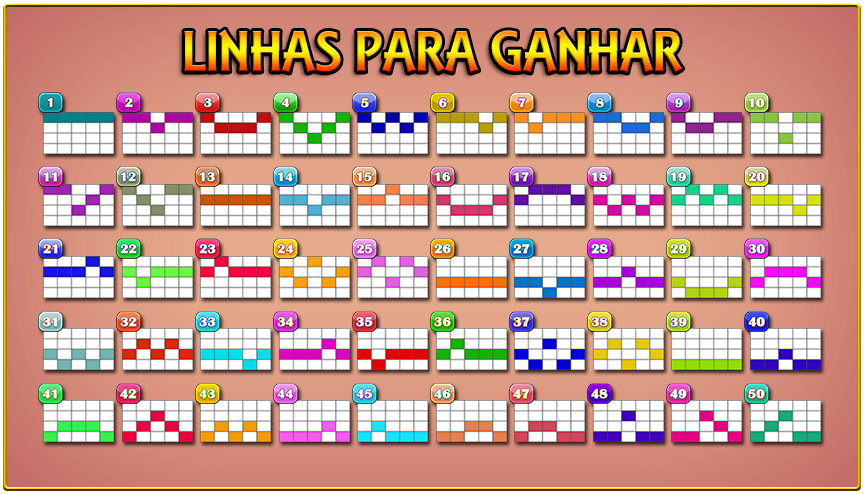 LINHAS PARA GANHAR
1 2 3 4 5 6 7 8 9 10
11 12 13 14 15 16 17 18 19 20
21 22 23 24 25 26 27 28 29 30
31 32 33 34 35 36 37 38 39 40
41 42 43 44 45 46 47 48 49 50